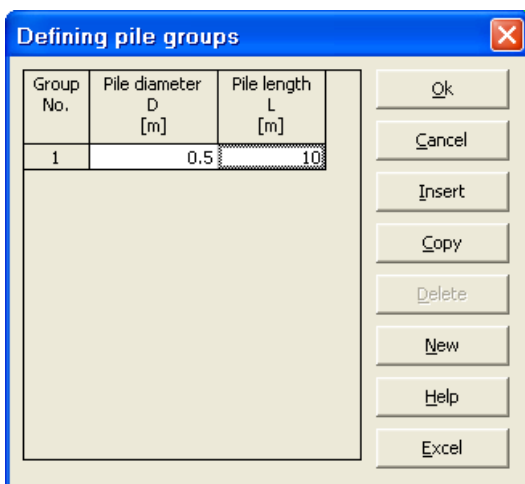 Defining pile groups
Group No. Pile diameter D [m] Pile length L [m]
1 0.5 10
Ok
Cancel
Insert
Copy
Delete
New
Help
Excel